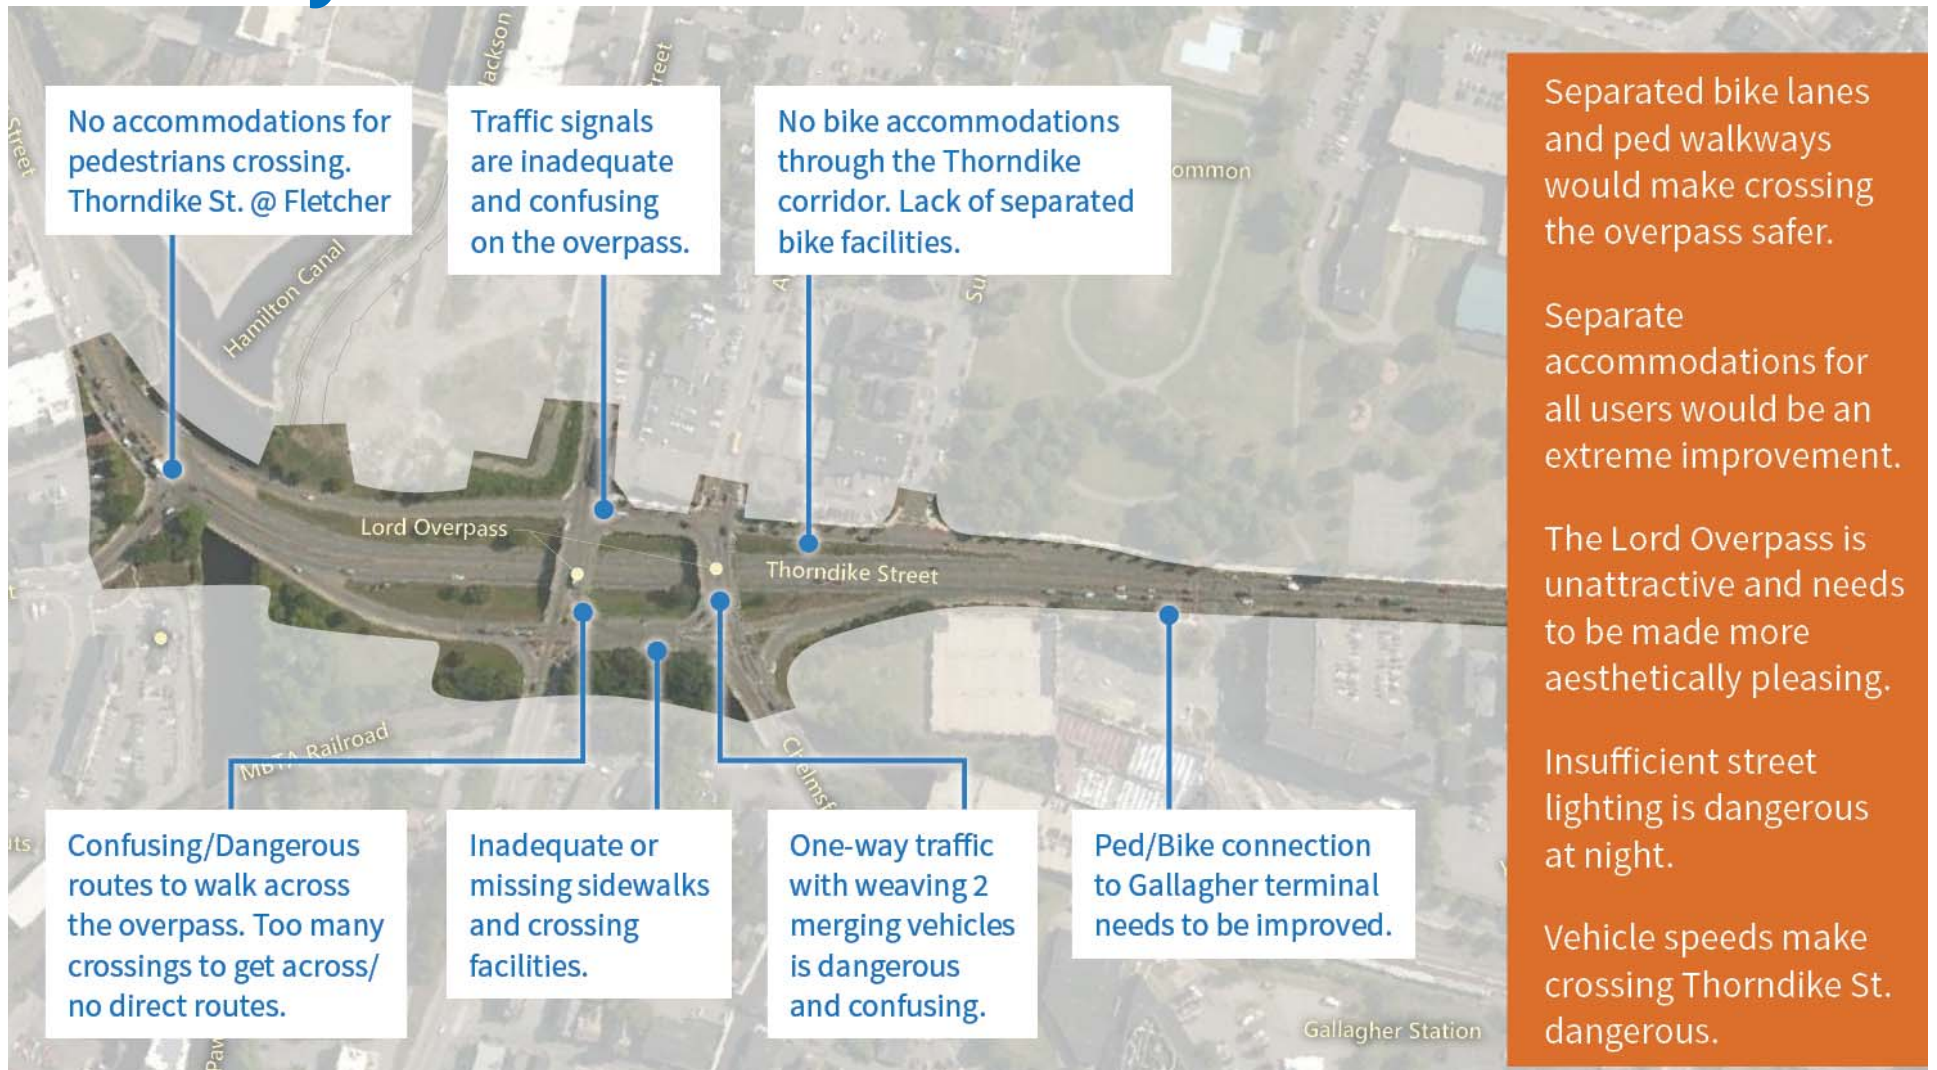 No accommodations for
pedestrians crossing.
Thorndike St. @ Fletcher
Traffic signals
are inadequate
and confusing
on the overpass.
No bike accommodations
through the Thorndike
corridor. Lack of separated
bike facilities.
Street
Jackson
Hamilton Canal
Lord Overpass
Thorndike Street
MBTA Railroad
Confusing/Dangerous
routes to walk across
the overpass. Too many
crossings to get across/
no direct routes.
Inadequate or
missing sidewalks
and crossing
facilities.
One-way traffic
with weaving 2
merging vehicles
is dangerous
and confusing.
Ped/Bike connection
to Gallagher terminal
needs to be improved.
Gallagher Station
Separated bike lanes
and ped walkways
would make crossing
the overpass safer.
Separate
accommodations for
all users would be an
extreme improvement.
The Lord Overpass is
unattractive and needs
to be made more
aesthetically pleasing.
Insufficient street
lighting is dangerous
at night.
Vehicle speeds make
crossing Thorndike St.
dangerous.